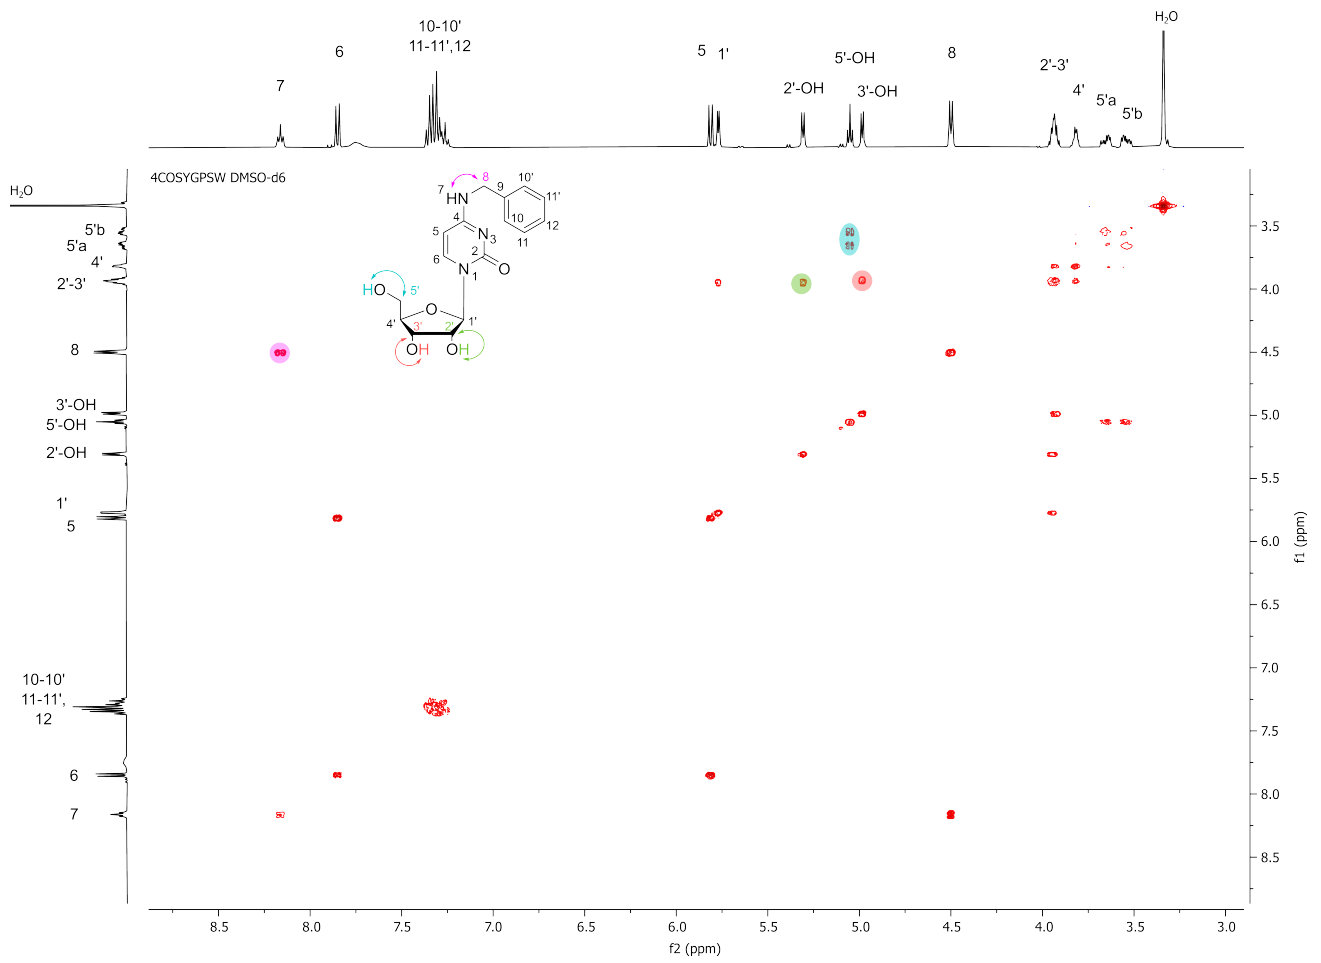 H₂O
10-10'
11-11',12
6
5
1'
5'-OH
8
2'-3'
7
2'-OH
3'-OH
4'
5'a
5'b
4COSYGPSW DMSO-d6
H₂O
5'b
5'a
4'
2'-3'
8
3'-OH
5'-OH
2'-OH
1'
5
10-10'
11-11',
12
6
7
8
7
HN
9
10'
11'
10
12
11
4
5
N
3
6
2
N
O
1
HO
5'
O
4'
3'
2'
1'
OH
OH
3.5
4.0
4.5
5.0
5.5
6.0
6.5
7.0
7.5
8.0
8.5
f1 (ppm)
8.5
8.0
7.5
7.0
6.5
6.0
5.5
5.0
4.5
4.0
3.5
3.0
f2 (ppm)